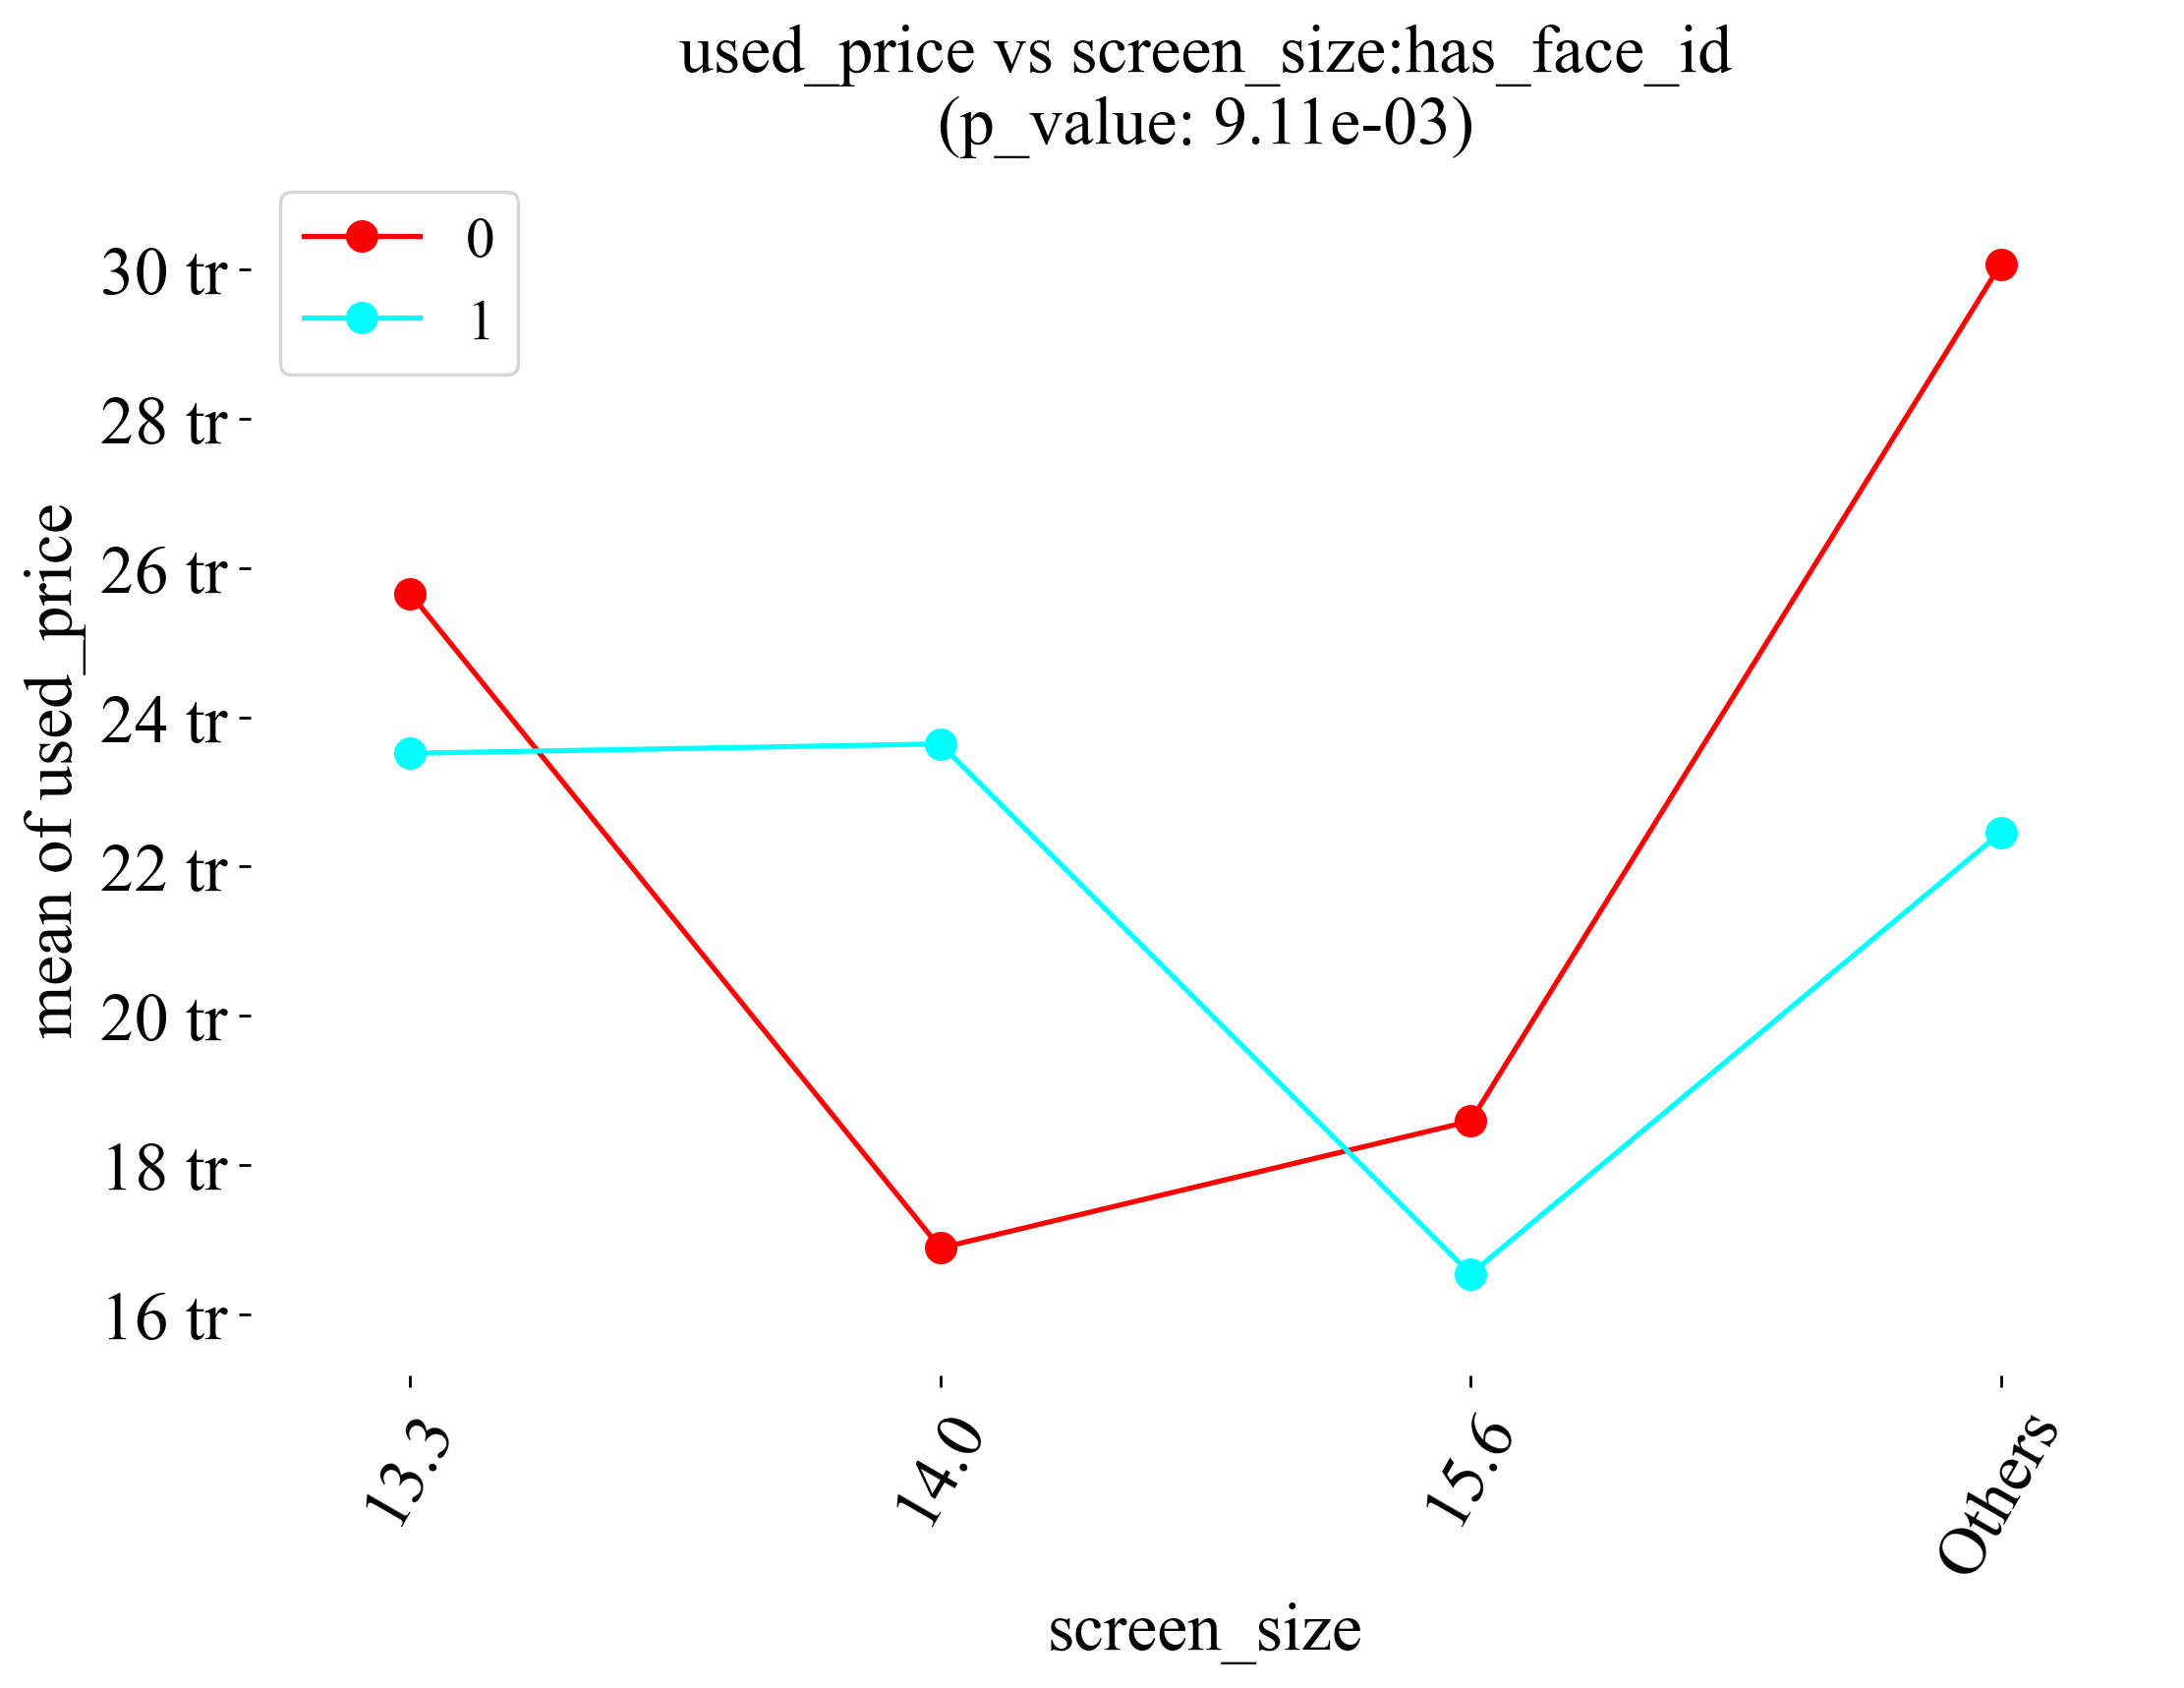 used_price vs screen_size:has_face_id
(p_value: 9.11e-03)
0
1
30 tr
28 tr
26 tr
24 tr
22 tr
20 tr
18 tr
16 tr
mean of used_price
13.3
14.0
15.6
Others
screen_size